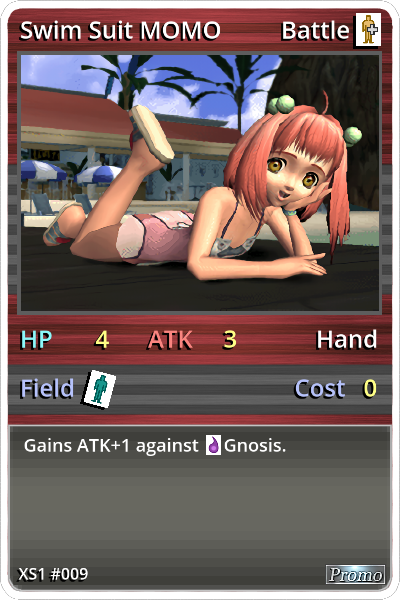 Swim Suit MOMO Battle
HP 4 ATK 3 Hand
Field Cost 0
Gains ATK+1 against Gnosis.
XS1 #009 Promo